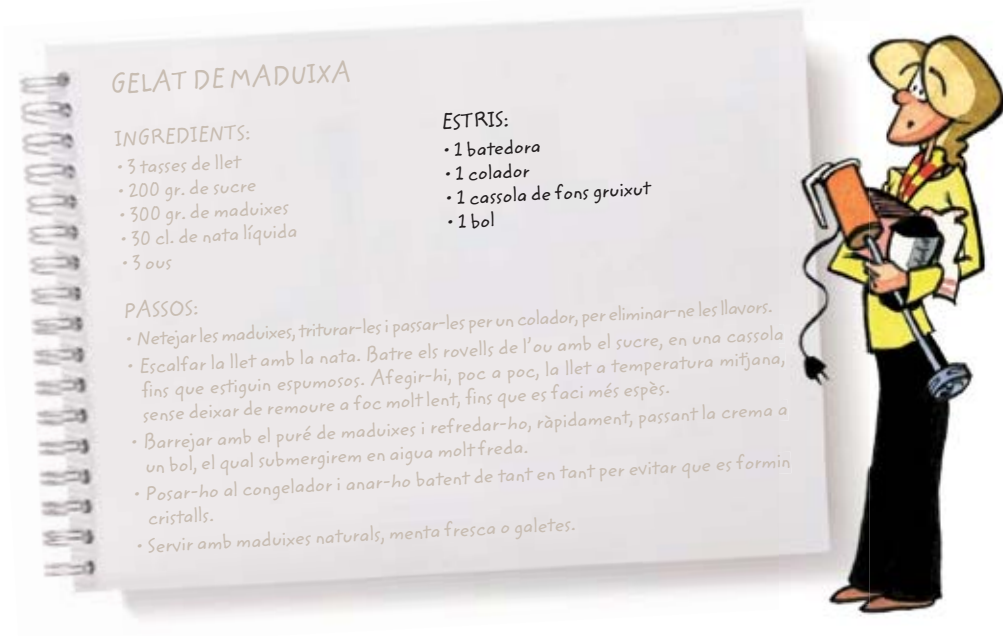 GELAT DE MADUIXA
INGREDIENTS:
• 3 tasses de llet
• 200 gr. de sucre
• 300 gr. de maduixes
• 30 cl. de nata líquida
• 3 ous
ESTRIS:
• 1 batedora
• 1 colador
• 1 cassola de fons gruixut
• 1 bol
PASSOS:
• Netejar les maduixes, triturar-les i passar-les per un colador, per eliminar-ne les llavors.
• Escalfar la llet amb la nata. Batre els rovells de l'ou amb el sucre, en una cassola
fins que estiguin espumosos. Afegir-hi, poc a poc, la llet a temperatura mitjana,
sense deixar de remoure a foc molt lent, fins que es faci més espès.
• Barrejar amb el puré de maduixes i refredar-ho, ràpidament, passant la crema a
un bol, el qual submergirem en aigua molt freda.
• Posar-ho al congelador i anar-ho batent de tant en tant per evitar que es formin
cristalls.
• Servir amb maduixes naturals, menta fresca o galetes.